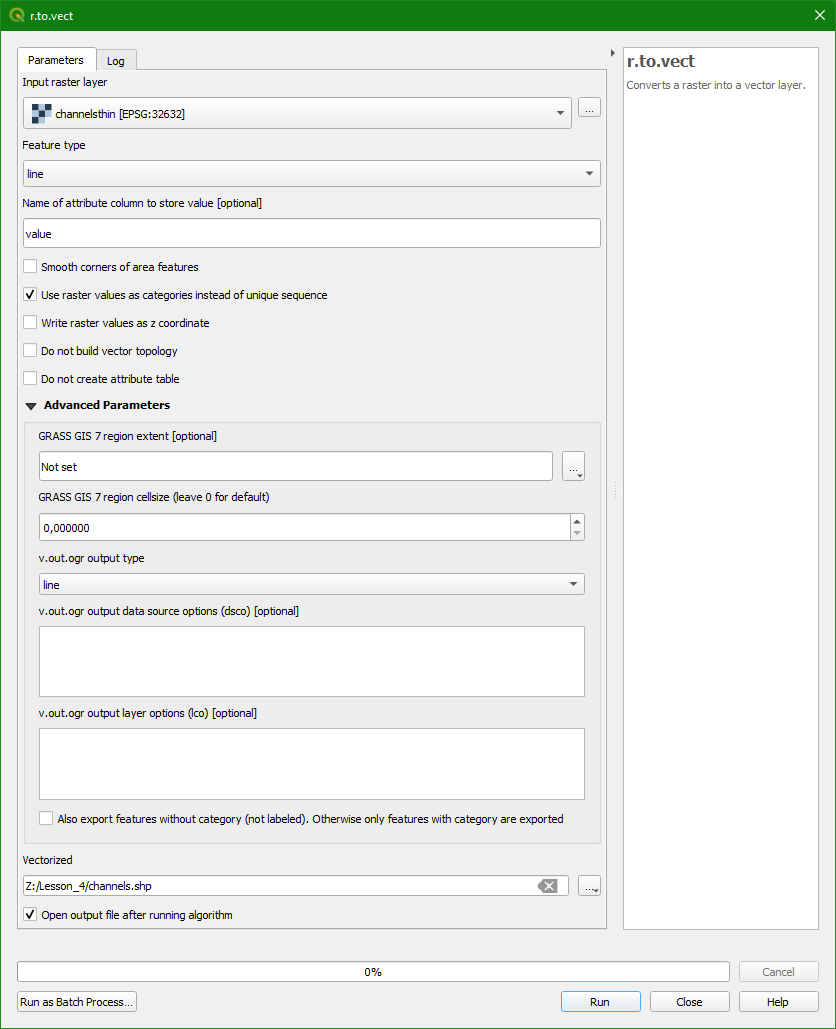 r.to.vect
Parameters
Log
Input raster layer
channelsthin [EPSG:32632]
...
Feature type
line
Name of attribute column to store value [optional]
value
Smooth corners of area features
Use raster values as categories instead of unique sequence
Write raster values as z coordinate
Do not build vector topology
Do not create attribute table
Advanced Parameters
GRASS GIS 7 region extent [optional]
Not set
...
GRASS GIS 7 region cellsize (leave 0 for default)
0,000000
v.out.ogr output type
line
v.out.ogr output data source options (dsco) [optional]
v.out.ogr output layer options (lco) [optional]
Also export features without category (not labeled). Otherwise only features with category are exported
Vectorized
Z:/Lesson_4/channels.shp
...
Open output file after running algorithm
r.to.vect
Converts a raster into a vector layer.
0%
Cancel
Run as Batch Process...
Run
Close
Help